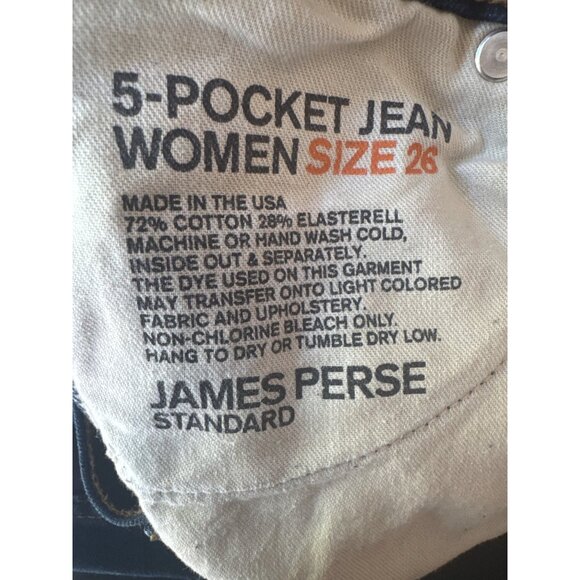 5-POCKET JEAN
WOMEN SIZE 26
MADE IN THE USA
72% COTTON 28% ELASTERELL
MACHINE OR HAND WASH COLD,
INSIDE OUT & SEPARATELY.
THE DYE USED ON THIS GARMENT
MAY TRANSFER ONTO LIGHT COLORED
FABRIC AND UPHOLSTERY.
NON-CHLORINE BLEACH ONLY.
HANG TO DRY OR TUMBLE DRY LOW.
JAMES PERSE
STANDARD